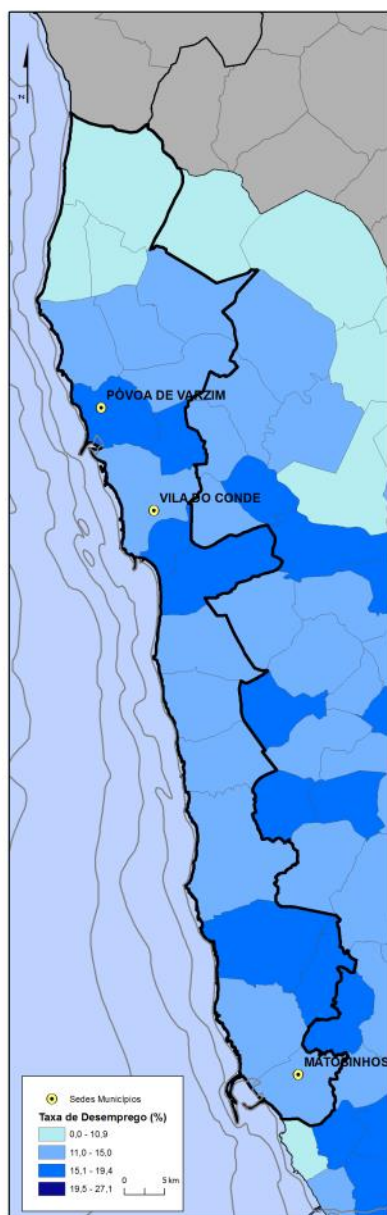 N
PÓVOA DE VARZIM
VILA DO CONDE
MATOSINHOS
Sedes Municípios
Taxa de Desemprego (%)
0,0 - 10,9
11,0 - 15,0
15,1 - 19,4
19,5 - 27,1
0 5 km